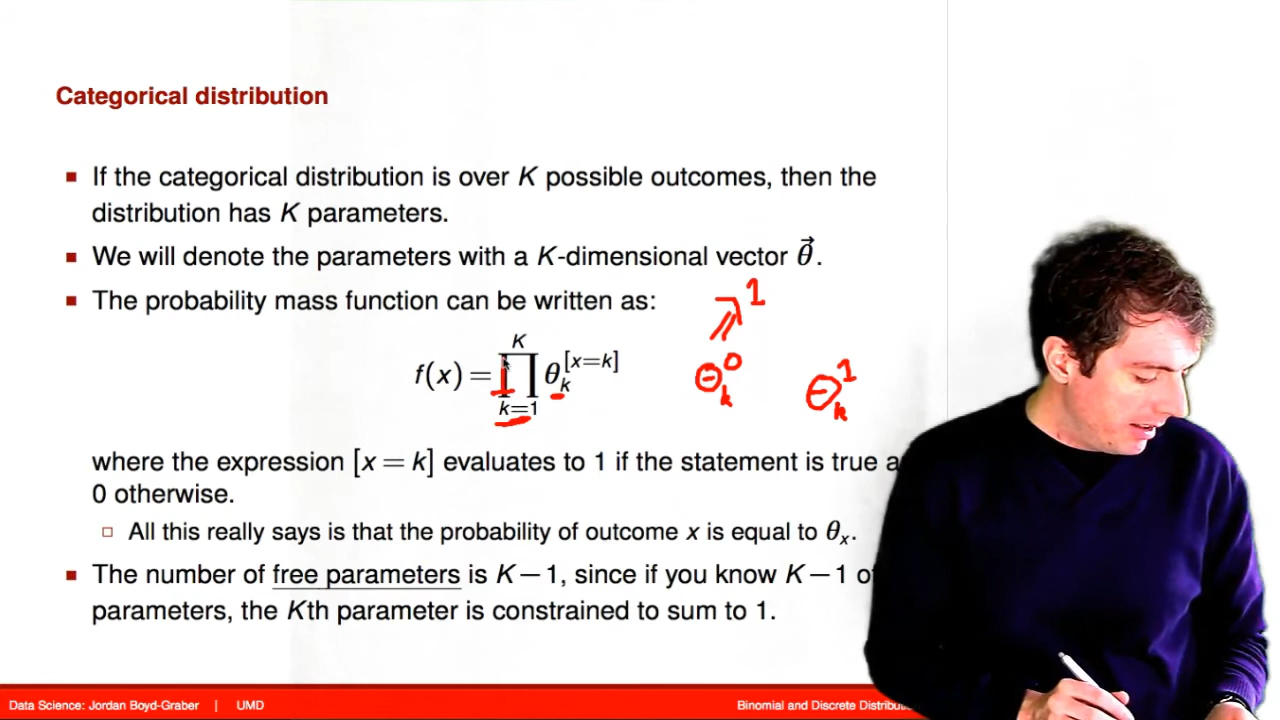 Categorical distribution
If the categorical distribution is over K possible outcomes, then the
distribution has K parameters.
We will denote the parameters with a K-dimensional vector θ⃗.
The probability mass function can be written as:
f(x) = ∏_{k=1}^{K} θ_k^{[x=k]}
1
Θ_k^0
Θ_k^1
where the expression [x = k] evaluates to 1 if the statement is true a
0 otherwise.
All this really says is that the probability of outcome x is equal to θ_x.
The number of free parameters is K−1, since if you know K−1 of
parameters, the Kth parameter is constrained to sum to 1.
Data Science: Jordan Boyd-Graber | UMD
Binomial and Discrete